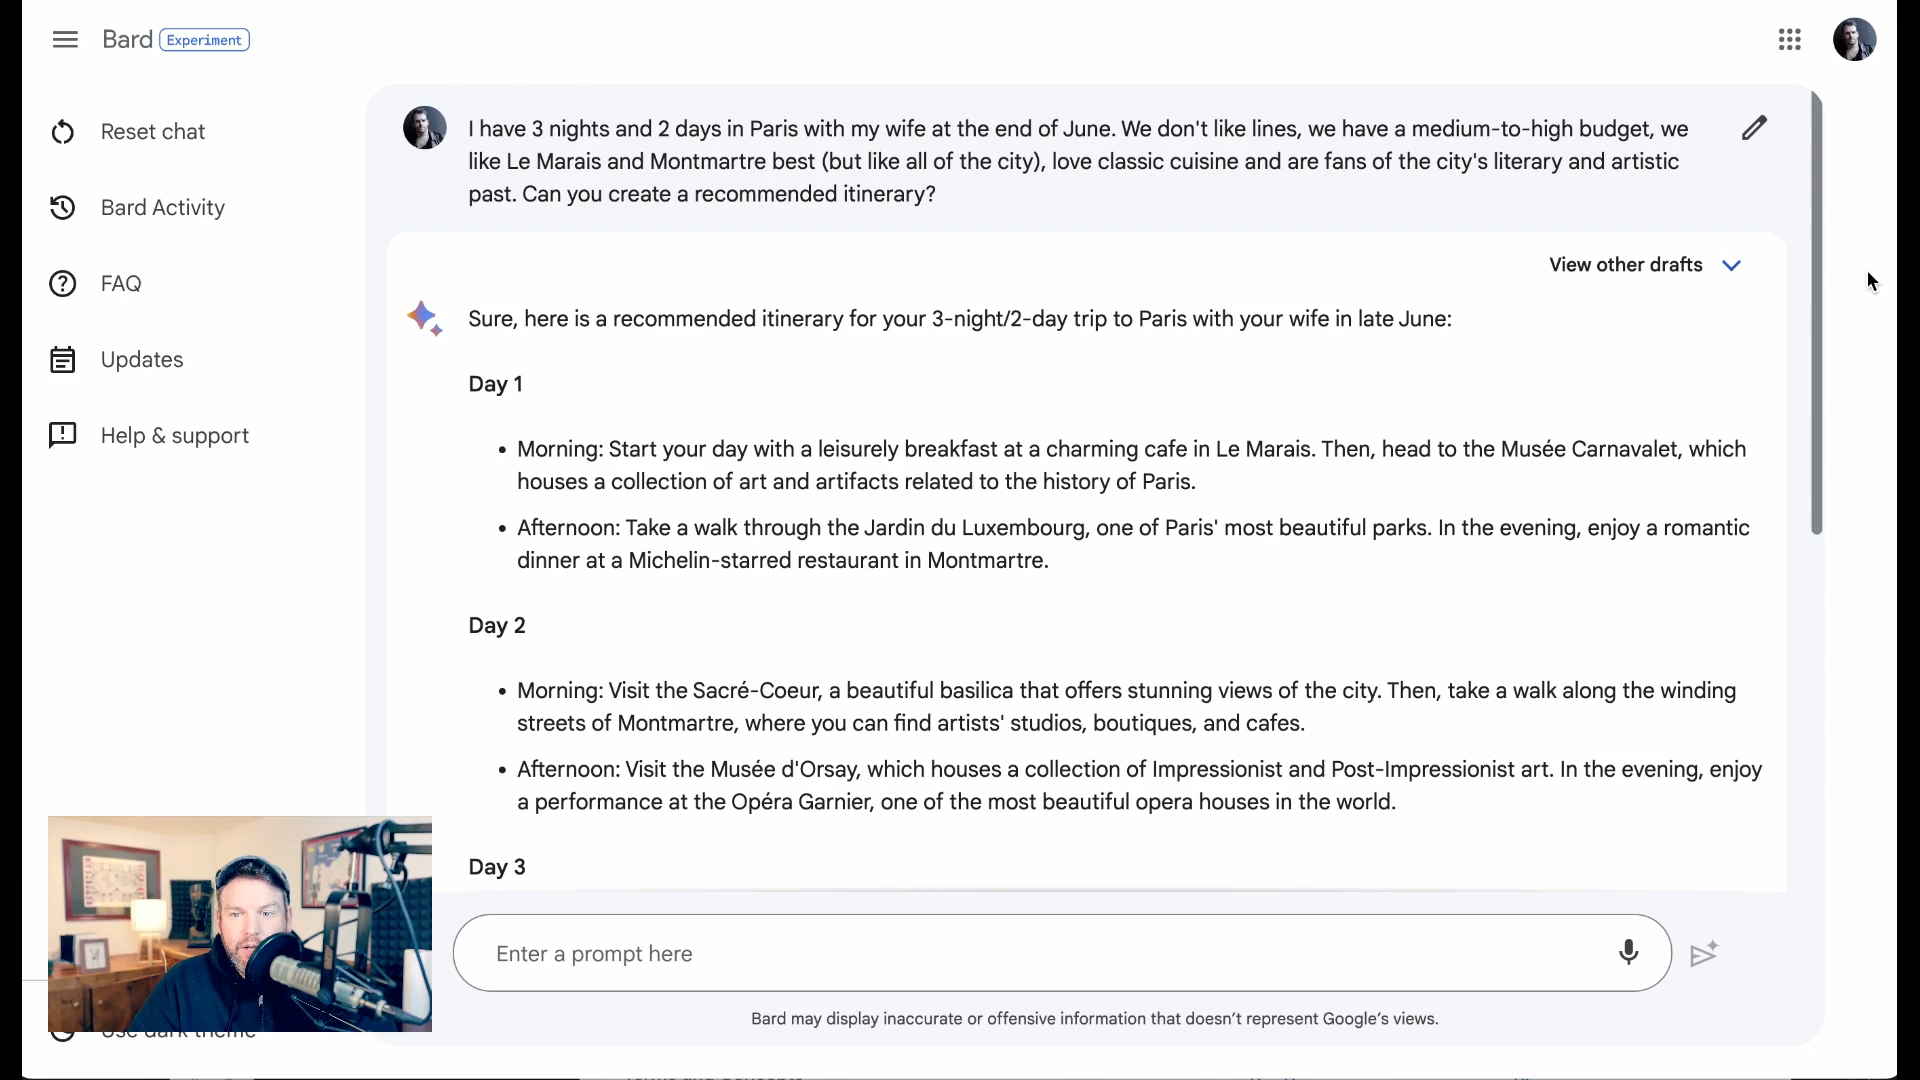 Bard Experiment
Reset chat
Bard Activity
FAQ
Updates
Help & support
I have 3 nights and 2 days in Paris with my wife at the end of June. We don't like lines, we have a medium-to-high budget, we
like Le Marais and Montmartre best (but like all of the city), love classic cuisine and are fans of the city's literary and artistic
past. Can you create a recommended itinerary?
View other drafts
Sure, here is a recommended itinerary for your 3-night/2-day trip to Paris with your wife in late June:
Day 1
• Morning: Start your day with a leisurely breakfast at a charming cafe in Le Marais. Then, head to the Musée Carnavalet, which
houses a collection of art and artifacts related to the history of Paris.
• Afternoon: Take a walk through the Jardin du Luxembourg, one of Paris' most beautiful parks. In the evening, enjoy a romantic
dinner at a Michelin-starred restaurant in Montmartre.
Day 2
• Morning: Visit the Sacré-Coeur, a beautiful basilica that offers stunning views of the city. Then, take a walk along the winding
streets of Montmartre, where you can find artists' studios, boutiques, and cafes.
• Afternoon: Visit the Musée d'Orsay, which houses a collection of Impressionist and Post-Impressionist art. In the evening, enjoy
a performance at the Opéra Garnier, one of the most beautiful opera houses in the world.
Day 3
Enter a prompt here
Bard may display inaccurate or offensive information that doesn't represent Google's views.
Use dark theme